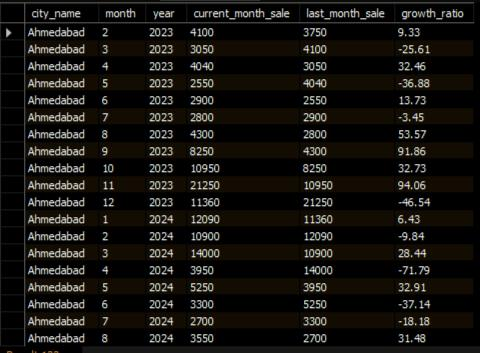 city_name month year current_month_sale last_month_sale growth_ratio
Ahmedabad 2 2023 4100 3750 9.33
Ahmedabad 3 2023 3050 4100 -25.61
Ahmedabad 4 2023 4040 3050 32.46
Ahmedabad 5 2023 2550 4040 -36.88
Ahmedabad 6 2023 2900 2550 13.73
Ahmedabad 7 2023 2800 2900 -3.45
Ahmedabad 8 2023 4300 2800 53.57
Ahmedabad 9 2023 8250 4300 91.86
Ahmedabad 10 2023 10950 8250 32.73
Ahmedabad 11 2023 21250 10950 94.06
Ahmedabad 12 2023 11360 21250 -46.54
Ahmedabad 1 2024 12090 11360 6.43
Ahmedabad 2 2024 10900 12090 -9.84
Ahmedabad 3 2024 14000 10900 28.44
Ahmedabad 4 2024 3950 14000 -71.79
Ahmedabad 5 2024 5250 3950 32.91
Ahmedabad 6 2024 3300 5250 -37.14
Ahmedabad 7 2024 2700 3300 -18.18
Ahmedabad 8 2024 3550 2700 31.48